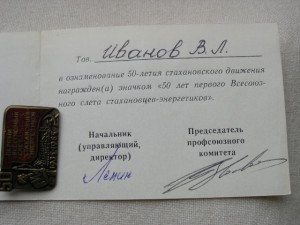 Тов. Иванов В.Л.
в ознаменование 50-летия стахановского движения
награжден(а) значком «50 лет первого Всесоюз-
ного слета стахановцев-энергетиков».
Начальник
(управляющий,
директор)
Председатель
профсоюзного
комитета